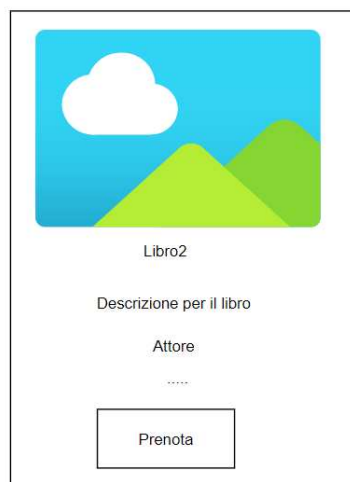 Libro2
Descrizione per il libro
Attore
.....
Prenota